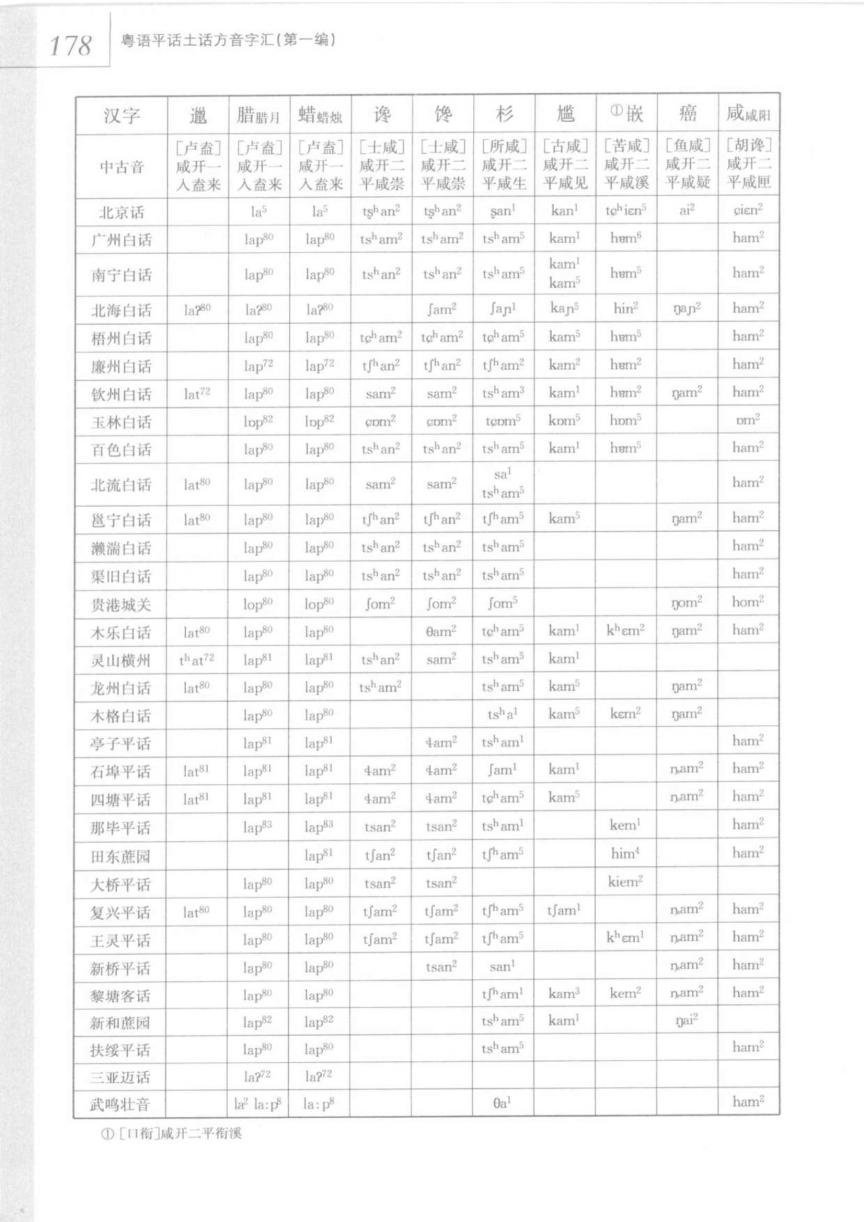 178
粤语平话土话方音字汇(第一编)
汉字 邋 腊腊月 蜡蜡烛 谗 馋 杉 尴 ①嵌 癌 咸咸阳
中古音 [卢盍]咸开一入盍来 [卢盍]咸开一入盍来 [卢盍]咸开一入盍来 [士咸]咸开二平咸崇 [士咸]咸开二平咸崇 [所咸]咸开二平咸生 [古咸]咸开二平咸见 [苦咸]咸开二平咸溪 [鱼咸]咸开二平咸疑 [胡谗]咸开二平咸匣
北京话 la⁵ la⁵ tʂʰan² tʂʰan² ʂan¹ kan¹ tɕʰiɛn⁵ ai² ɕiɛn²
广州白话 lap⁸⁰ lap⁸⁰ tsʰam² tsʰam² tsʰam⁵ kam¹ hɐm⁶ ham²
南宁白话 lap⁸⁰ lap⁸⁰ tsʰan² tsʰan² tsʰam⁵ kam¹ kam⁵ hɐm⁵ ham²
北海白话 laʔ⁸⁰ laʔ⁸⁰ laʔ⁸⁰ ʃam² ʃaɲ¹ kaɲ⁵ hin² ŋaɲ² ham²
梧州白话 lap⁸⁰ lap⁸⁰ tɕʰam² tɕʰam² tɕʰam⁵ kam⁵ hɐm⁵ ham²
廉州白话 lap⁷² lap⁷² tʃʰan² tʃʰan² tʃʰam² kam² hɐm² ham²
钦州白话 lat⁷² lap⁸⁰ lap⁸⁰ sam² sam² tsʰam³ kam¹ hɐm² ŋam² ham²
玉林白话 lɒp⁸² lɒp⁸² ɕɒm² ɕɒm² tɕɒm⁵ kɒm⁵ hɒm⁵ ɒm²
百色白话 lap⁸⁰ lap⁸⁰ tsʰan² tsʰan² tsʰam⁵ kam¹ hɐm⁵ ham²
北流白话 lat⁸⁰ lap⁸⁰ lap⁸⁰ sam² sam² sa¹ tsʰam⁵ ham²
邕宁白话 lat⁸⁰ lap⁸⁰ lap⁸⁰ tʃʰan² tʃʰan² tʃʰam⁵ kam⁵ ŋam² ham²
濑湍白话 lap⁸⁰ lap⁸⁰ tsʰan² tsʰan² tsʰam⁵ ham²
渠旧白话 lap⁸⁰ lap⁸⁰ tsʰan² tsʰan² tsʰam⁵ ham²
贵港城关 lop⁸⁰ lop⁸⁰ ʃom² ʃom² ʃom⁵ ŋom² hom²
木乐白话 lat⁸⁰ lap⁸⁰ lap⁸⁰ θam² tɕʰam⁵ kam¹ kʰɛm² ŋam² ham²
灵山横州 tʰat⁷² lap⁸¹ lap⁸¹ tsʰan² sam² tsʰam⁵ kam¹
龙州白话 lat⁸⁰ lap⁸⁰ lap⁸⁰ tsʰam² tsʰam⁵ kam⁵ ŋam²
木格白话 lap⁸⁰ lap⁸⁰ tsʰa¹ kam⁵ kɛm² ŋam²
亭子平话 lap⁸¹ lap⁸¹ ɬam² tsʰam¹ ham²
石埠平话 lat⁸¹ lap⁸¹ lap⁸¹ ɬam² ɬam² ʃam¹ kam¹ ȵam² ham²
四塘平话 lat⁸¹ lap⁸¹ lap⁸¹ ɬam² ɬam² tɕʰam⁵ kam⁵ ȵam² ham²
那毕平话 lap⁸³ lap⁸³ tsan² tsan² tsʰam¹ kem¹ ham²
田东蔗园 lap⁸¹ tʃan² tʃan² tʃʰam⁵ him⁴ ham²
大桥平话 lap⁸⁰ lap⁸⁰ tsan² tsan² kiem²
复兴平话 lat⁸⁰ lap⁸⁰ lap⁸⁰ tʃam² tʃam² tʃʰam⁵ tʃam¹ ȵam² ham²
王灵平话 lap⁸⁰ lap⁸⁰ tʃam² tʃam² tʃʰam⁵ kʰɛm¹ ȵam² ham²
新桥平话 lap⁸⁰ lap⁸⁰ tsan² san¹ ȵam² ham²
黎塘客话 lap⁸⁰ lap⁸⁰ tʃʰam¹ kam³ kem² ȵam² ham²
新和蔗园 lap⁸² lap⁸² tsʰam⁵ kam¹ ŋai²
扶绥平话 lap⁸⁰ lap⁸⁰ tsʰam⁵ ham²
三亚迈话 laʔ⁷² laʔ⁷²
武鸣壮音 la² la:p⁸ la:p⁸ θa¹ ham²
①[口衔]咸开二平衔溪